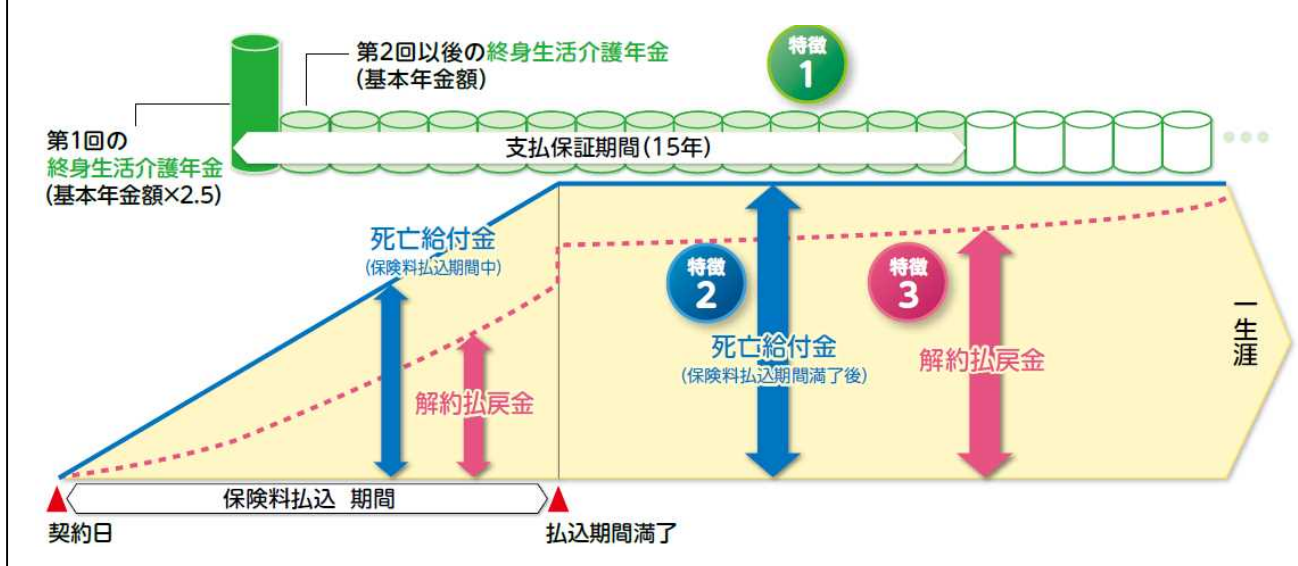 第2回以後の終身生活介護年金
(基本年金額)
特徴
1
第1回の
終身生活介護年金
(基本年金額×2.5)
支払保証期間(15年)
死亡給付金
(保険料払込期間中)
解約払戻金
特徴
2
死亡給付金
(保険料払込期間満了後)
特徴
3
解約払戻金
一生涯
保険料払込 期間
契約日
払込期間満了